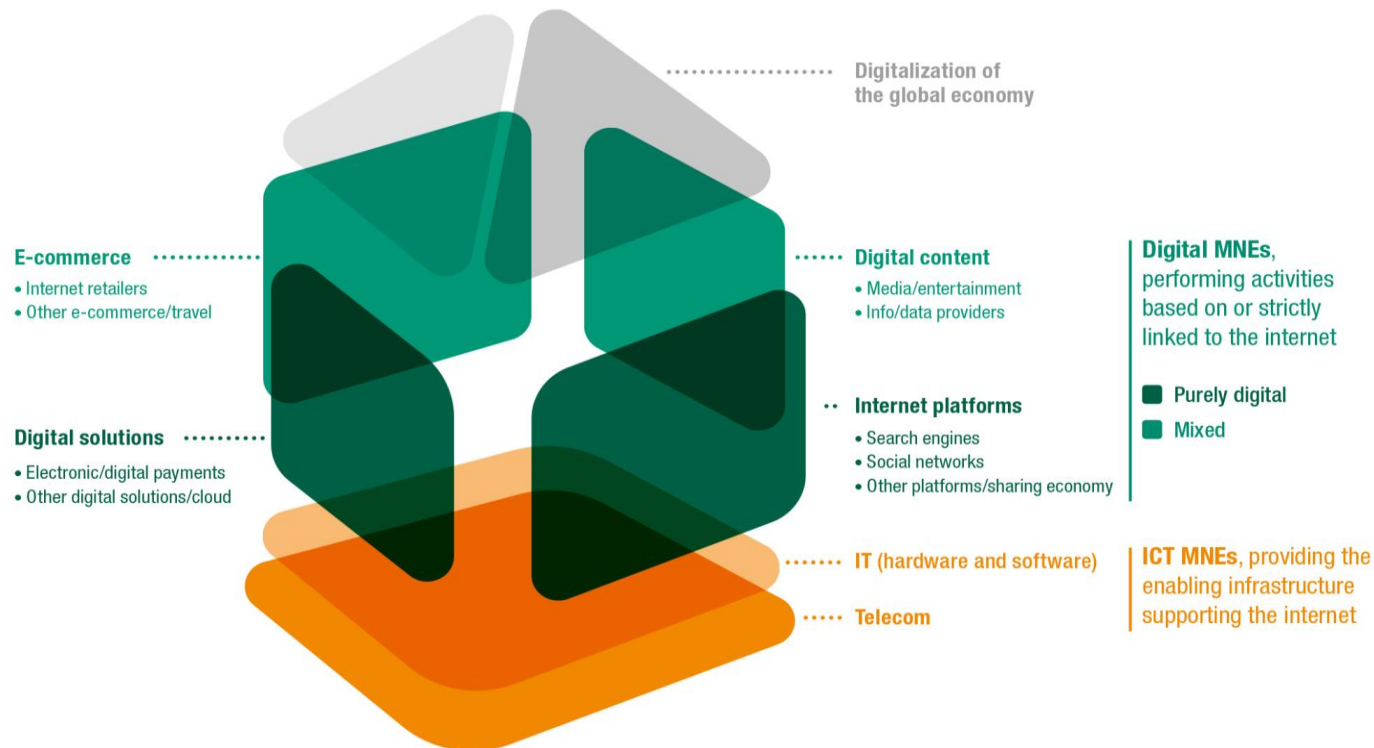 Digitalization of
the global economy
E-commerce
• Internet retailers
• Other e-commerce/travel
Digital content
• Media/entertainment
• Info/data providers
Digital MNEs,
performing activities
based on or strictly
linked to the internet
Purely digital
Mixed
Digital solutions
• Electronic/digital payments
• Other digital solutions/cloud
Internet platforms
• Search engines
• Social networks
• Other platforms/sharing economy
IT (hardware and software)
Telecom
ICT MNEs, providing the
enabling infrastructure
supporting the internet